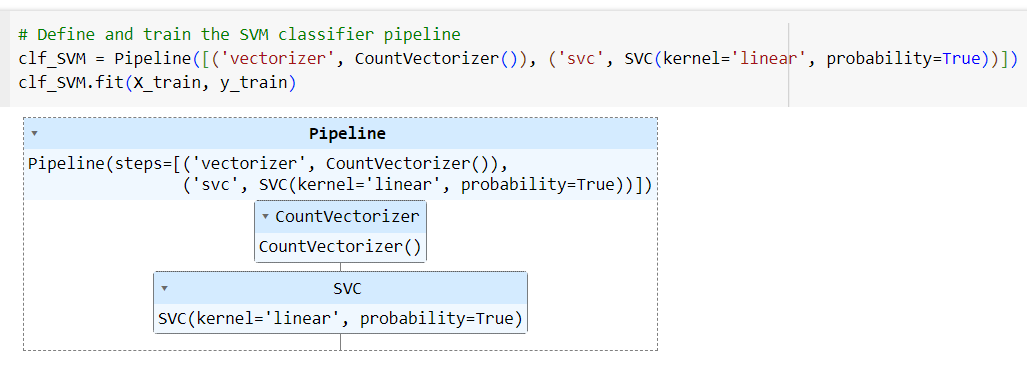 # Define and train the SVM classifier pipeline
clf_SVM = Pipeline([('vectorizer', CountVectorizer()), ('svc', SVC(kernel='linear', probability=True))])
clf_SVM.fit(X_train, y_train)
Pipeline
Pipeline(steps=[('vectorizer', CountVectorizer()),
('svc', SVC(kernel='linear', probability=True))])
CountVectorizer
CountVectorizer()
SVC
SVC(kernel='linear', probability=True)